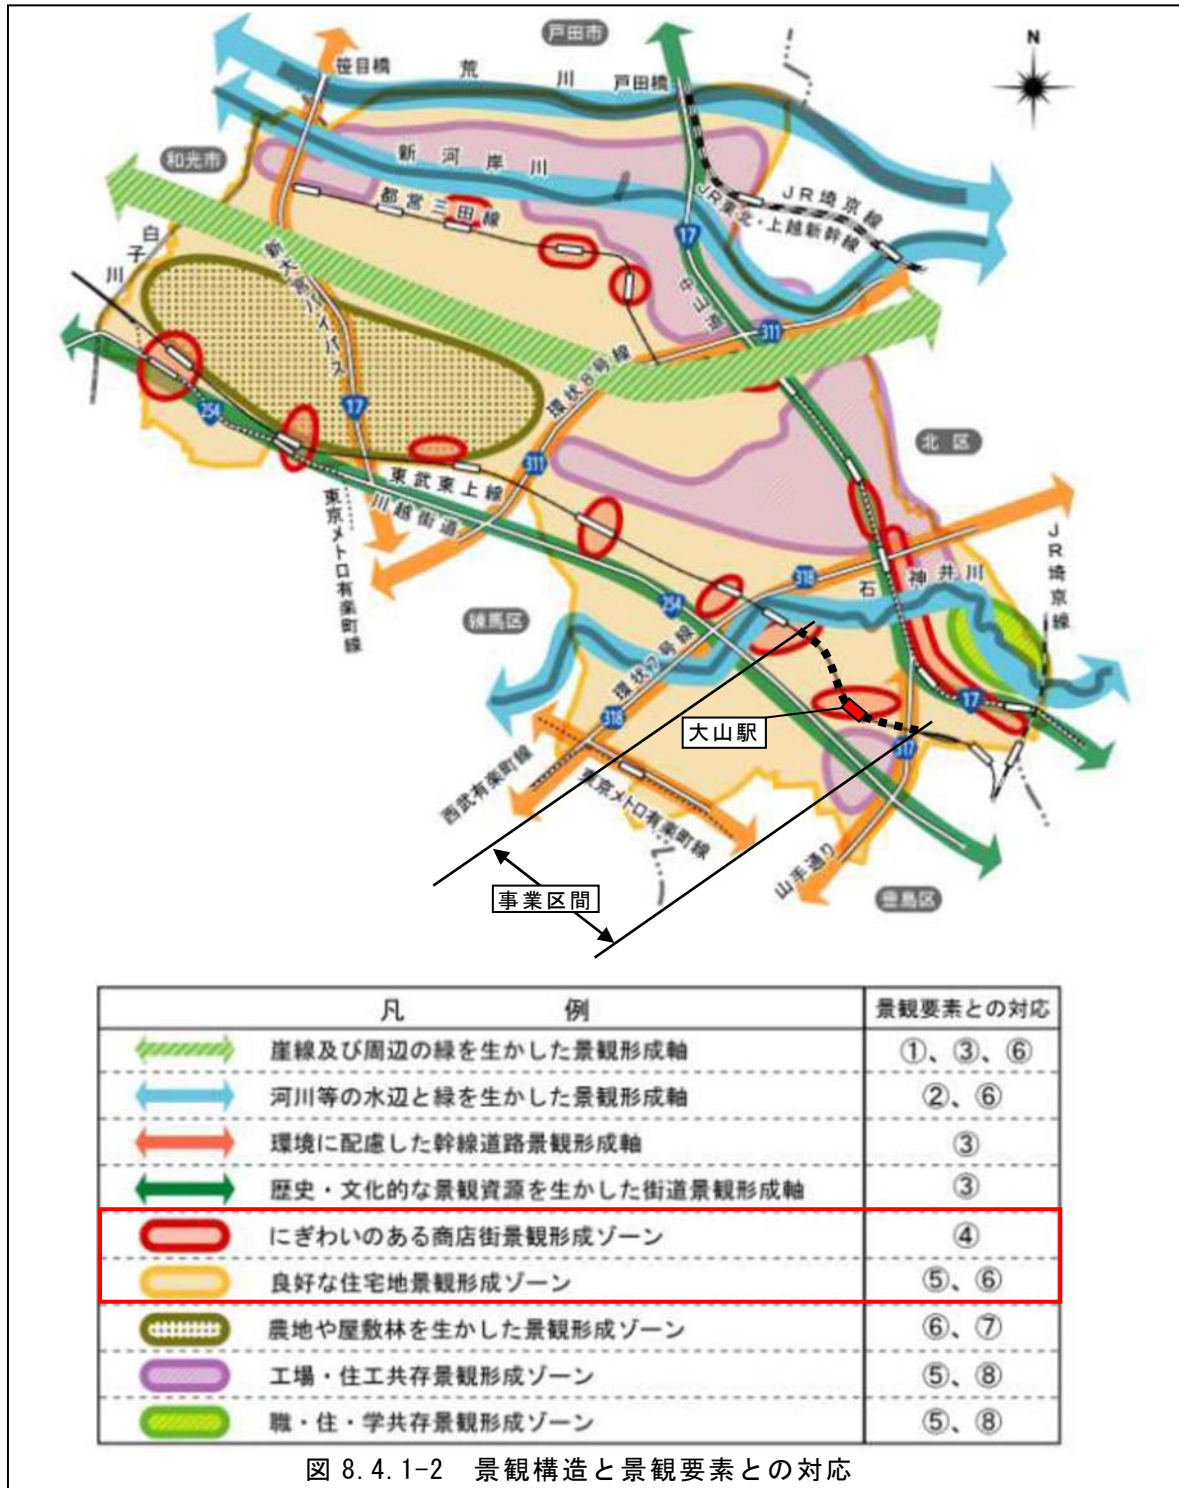 戸田市
N
笹目橋
荒川
戸田橋
和光市
新河岸川
都営三田線
JR埼京線
JR東北・上越新幹線
白子川
新大宮バイパス
17
中山道
311
254
17
環状8号線
311
北区
東武東上線
川越街道
東京メトロ有楽町線
318
石神井川
JR埼京線
練馬区
254
環状7号線
318
大山駅
17
317
西武有楽町線
東京メトロ有楽町線
山手通り
豊島区
事業区間
凡例 景観要素との対応
崖線及び周辺の緑を生かした景観形成軸 ①、③、⑥
河川等の水辺と緑を生かした景観形成軸 ②、⑥
環境に配慮した幹線道路景観形成軸 ③
歴史・文化的な景観資源を生かした街道景観形成軸 ③
にぎわいのある商店街景観形成ゾーン ④
良好な住宅地景観形成ゾーン ⑤、⑥
農地や屋敷林を生かした景観形成ゾーン ⑥、⑦
工場・住工共存景観形成ゾーン ⑤、⑧
職・住・学共存景観形成ゾーン ⑤、⑧
図 8.4.1-2 景観構造と景観要素との対応